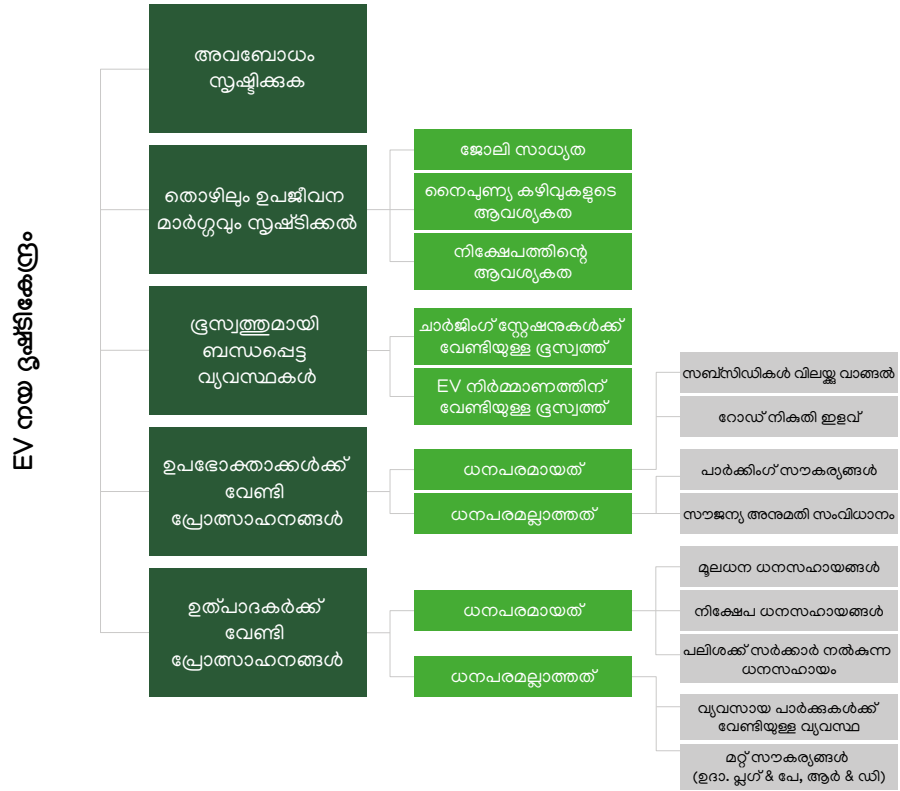 EV നയ ദൃഷ്ടികേന്ദ്രം
അവബോധം
സൃഷ്ടിക്കുക
തൊഴിലും ഉപജീവന
മാർഗ്ഗവും സൃഷ്ടിക്കൽ
ജോലി സാധ്യത
നൈപുണ്യ കഴിവുകളുടെ
ആവശ്യകത
നിക്ഷേപത്തിന്റെ
ആവശ്യകത
ഭൂസ്വത്തുമായി
ബന്ധപ്പെട്ട
വ്യവസ്ഥകൾ
ചാർജിംഗ് സ്റ്റേഷനുകൾക്ക്
വേണ്ടിയുള്ള ഭൂസ്വത്ത്
EV നിർമ്മാണത്തിന്
വേണ്ടിയുള്ള ഭൂസ്വത്ത്
ഉപഭോക്താക്കൾക്ക്
വേണ്ടി
പ്രോത്സാഹനങ്ങൾ
ധനപരമായത്
സബ്സിഡികൾ വിലയ്ക്കു വാങ്ങൽ
റോഡ് നികുതി ഇളവ്
ധനപരമല്ലാത്തത്
പാർക്കിംഗ് സൗകര്യങ്ങൾ
സൗജന്യ അനുമതി സംവിധാനം
ഉത്പാദകർക്ക്
വേണ്ടി
പ്രോത്സാഹനങ്ങൾ
ധനപരമായത്
മൂലധന ധനസഹായങ്ങൾ
നിക്ഷേപ ധനസഹായങ്ങൾ
പലിശക്ക് സർക്കാർ നൽകുന്ന
ധനസഹായം
ധനപരമല്ലാത്തത്
വ്യവസായ പാർക്കുകൾക്ക്
വേണ്ടിയുള്ള വ്യവസ്ഥ
മറ്റ് സൗകര്യങ്ങൾ
(ഉദാ. പ്ലഗ് & പേ, ആർ & ഡി)